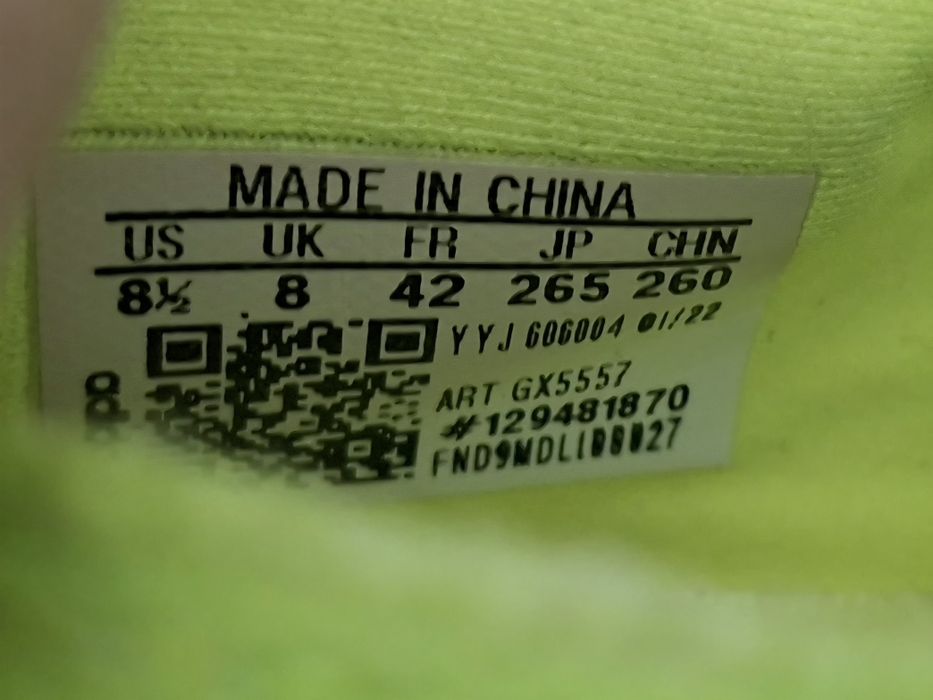 MADE IN CHINA
US UK FR JP CHN
8½ 8 42 265 260
YYJ 606004 01/22
ART GX5557
#129481870